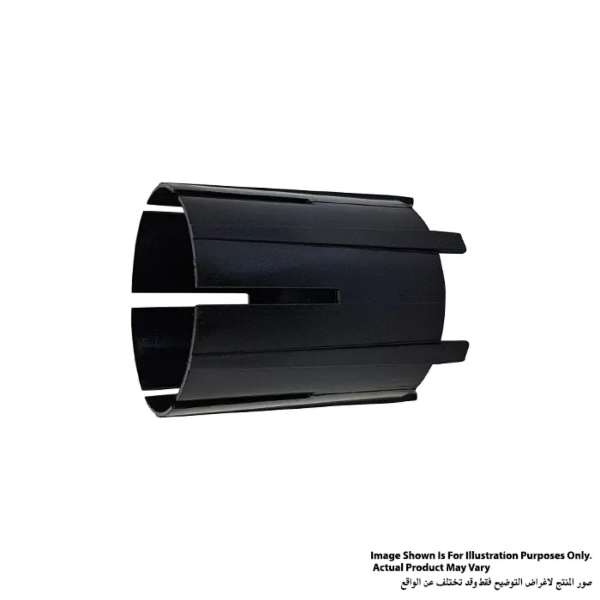 Image Shown Is For Illustration Purposes Only.
Actual Product May Vary
صور المنتج لاغراض التوضيح فقط وقد تختلف عن الواقع